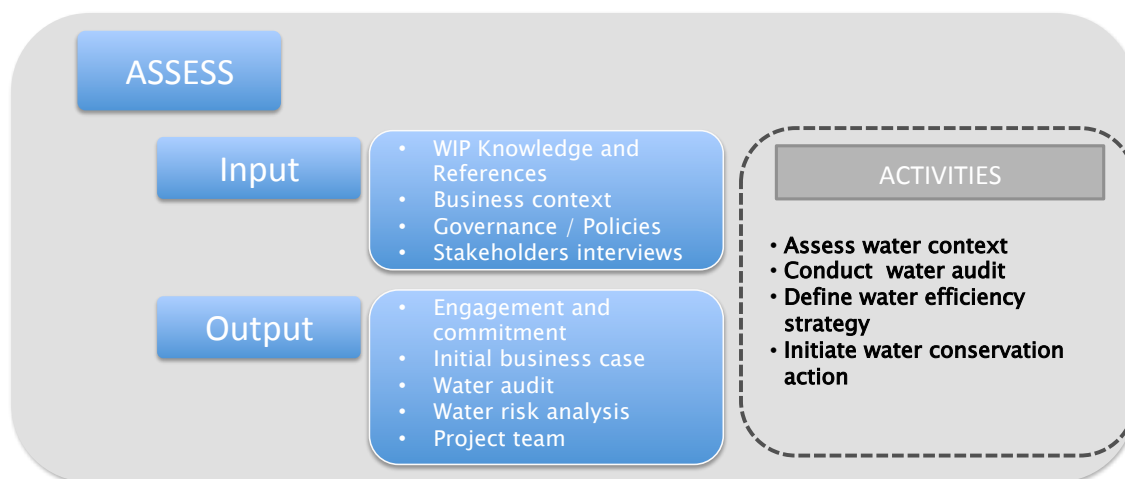 ASSESS
Input
• WIP Knowledge and
References
• Business context
• Governance / Policies
• Stakeholders interviews
Output
• Engagement and
commitment
• Initial business case
• Water audit
• Water risk analysis
• Project team
ACTIVITIES
• Assess water context
• Conduct water audit
• Define water efficiency
strategy
• Initiate water conservation
action